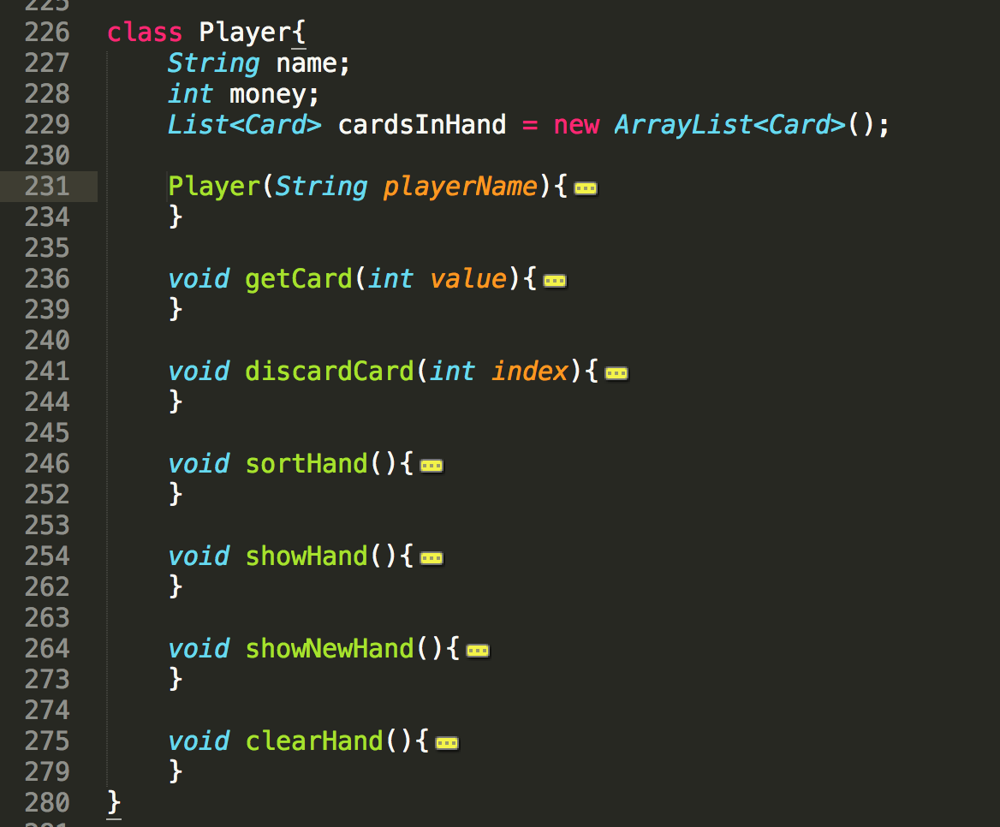 225
226 class Player{
227 String name;
228 int money;
229 List<Card> cardsInHand = new ArrayList<Card>();
230
231 Player(String playerName){
234 }
235
236 void getCard(int value){
239 }
240
241 void discardCard(int index){
244 }
245
246 void sortHand(){
252 }
253
254 void showHand(){
262 }
263
264 void showNewHand(){
273 }
274
275 void clearHand(){
279 }
280 }
281